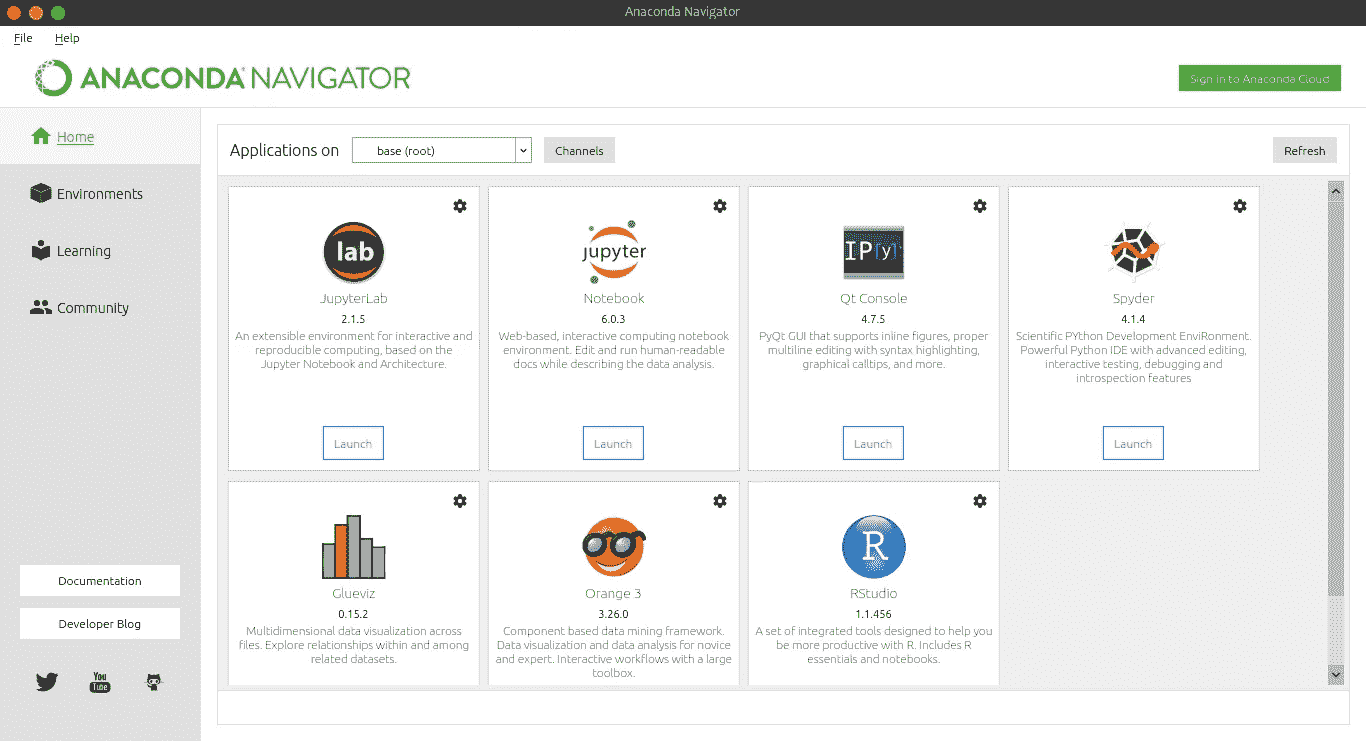 Anaconda Navigator
File Help
ANACONDA NAVIGATOR
Sign in to Anaconda Cloud
Home
Environments
Learning
Community
Documentation
Developer Blog
You
Tube
Applications on base (root) Channels Refresh
lab
JupyterLab
2.1.5
An extensible environment for interactive and
reproducible computing, based on the
Jupyter Notebook and Architecture.
Launch
jupyter
Notebook
6.0.3
Web-based, interactive computing notebook
environment. Edit and run human-readable
docs while describing the data analysis.
Launch
IP[y]
Qt Console
4.7.5
PyQt GUI that supports inline figures, proper
multiline editing with syntax highlighting,
graphical calltips, and more.
Launch
Spyder
4.1.4
Scientific PYthon Development EnviRonment.
Powerful Python IDE with advanced editing,
interactive testing, debugging and
introspection features
Launch
Glueviz
0.15.2
Multidimensional data visualization across
files. Explore relationships within and among
related datasets.
Orange 3
3.26.0
Component based data mining framework.
Data visualization and data analysis for novice
and expert. Interactive workflows with a large
toolbox.
R
RStudio
1.1.456
A set of integrated tools designed to help you
be more productive with R. Includes R
essentials and notebooks.